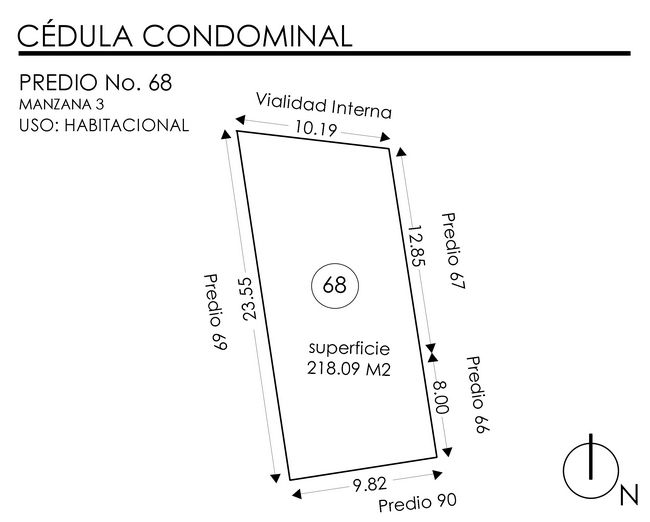 CÉDULA CONDOMINAL
PREDIO No. 68
MANZANA 3
USO: HABITACIONAL
Vialidad Interna
10.19
12.85
Predio 67
23.55
Predio 69
68
superficie
218.09 M2
8.00
Predio 66
9.82
Predio 90
N